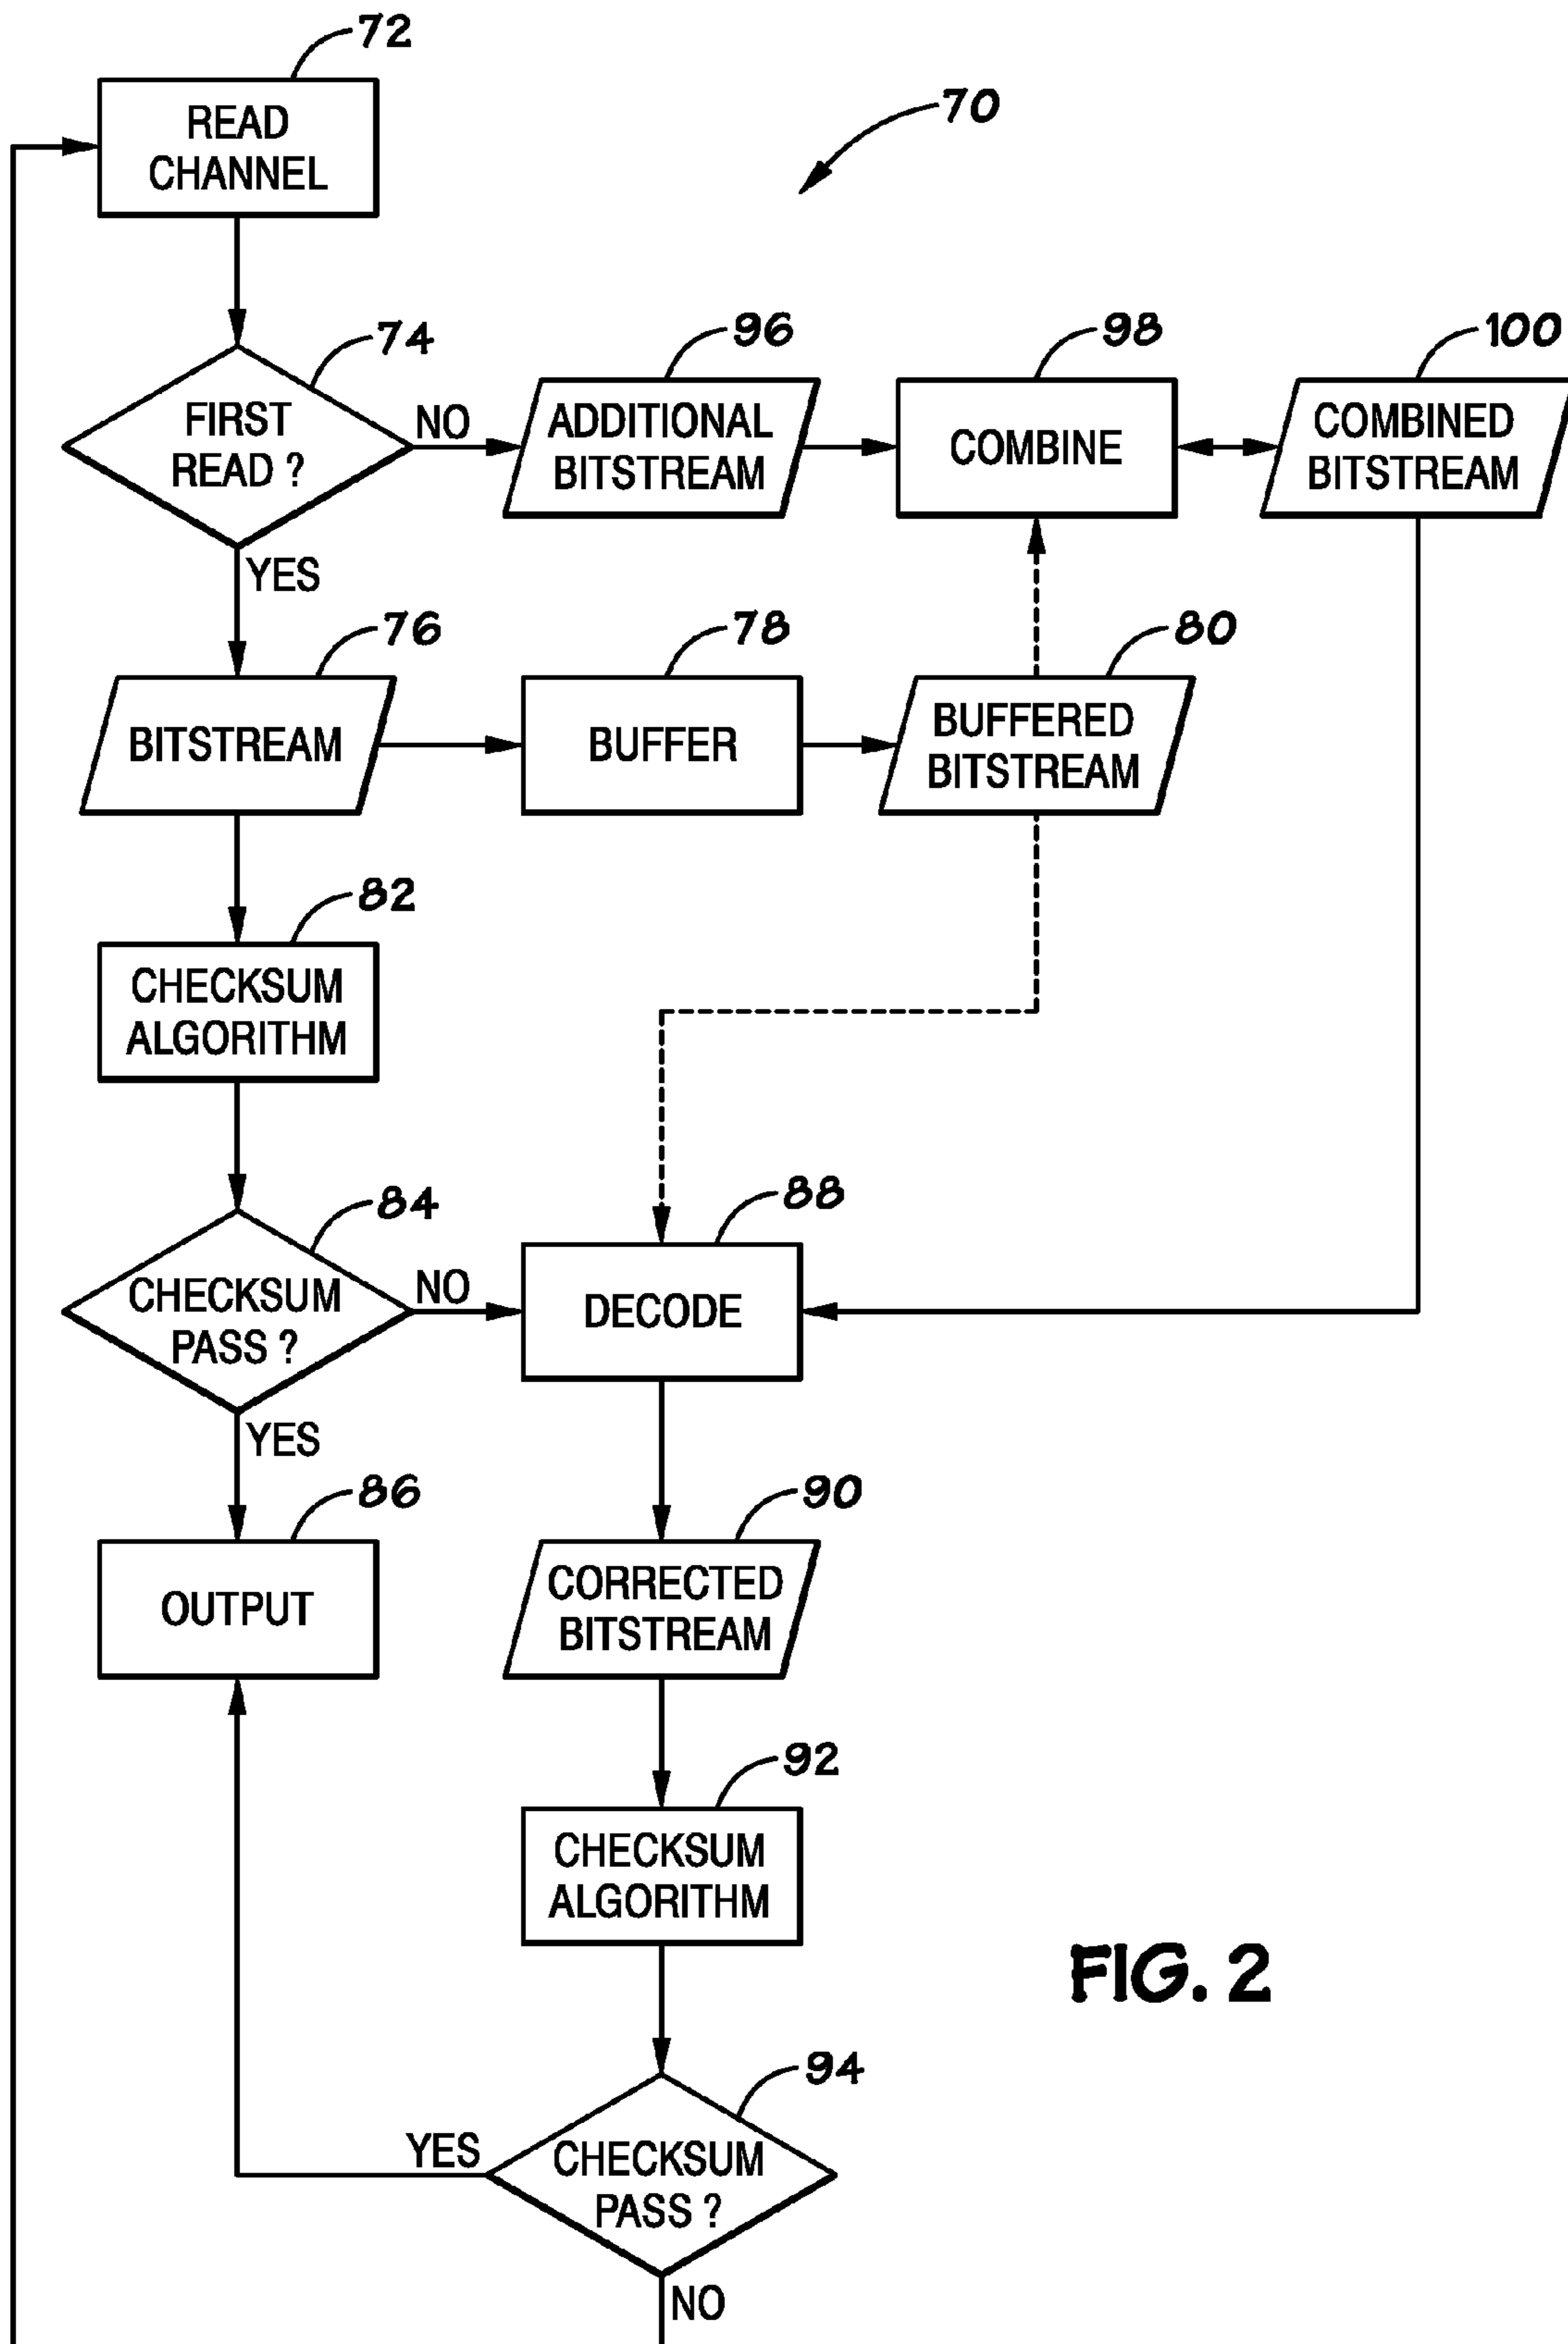 72
READ
CHANNEL
70
74
FIRST
READ ?
NO
YES
96
ADDITIONAL
BITSTREAM
98
COMBINE
100
COMBINED
BITSTREAM
76
BITSTREAM
78
BUFFER
80
BUFFERED
BITSTREAM
82
CHECKSUM
ALGORITHM
84
CHECKSUM
PASS ?
NO
YES
88
DECODE
86
OUTPUT
90
CORRECTED
BITSTREAM
92
CHECKSUM
ALGORITHM
FIG. 2
94
CHECKSUM
PASS ?
YES
NO